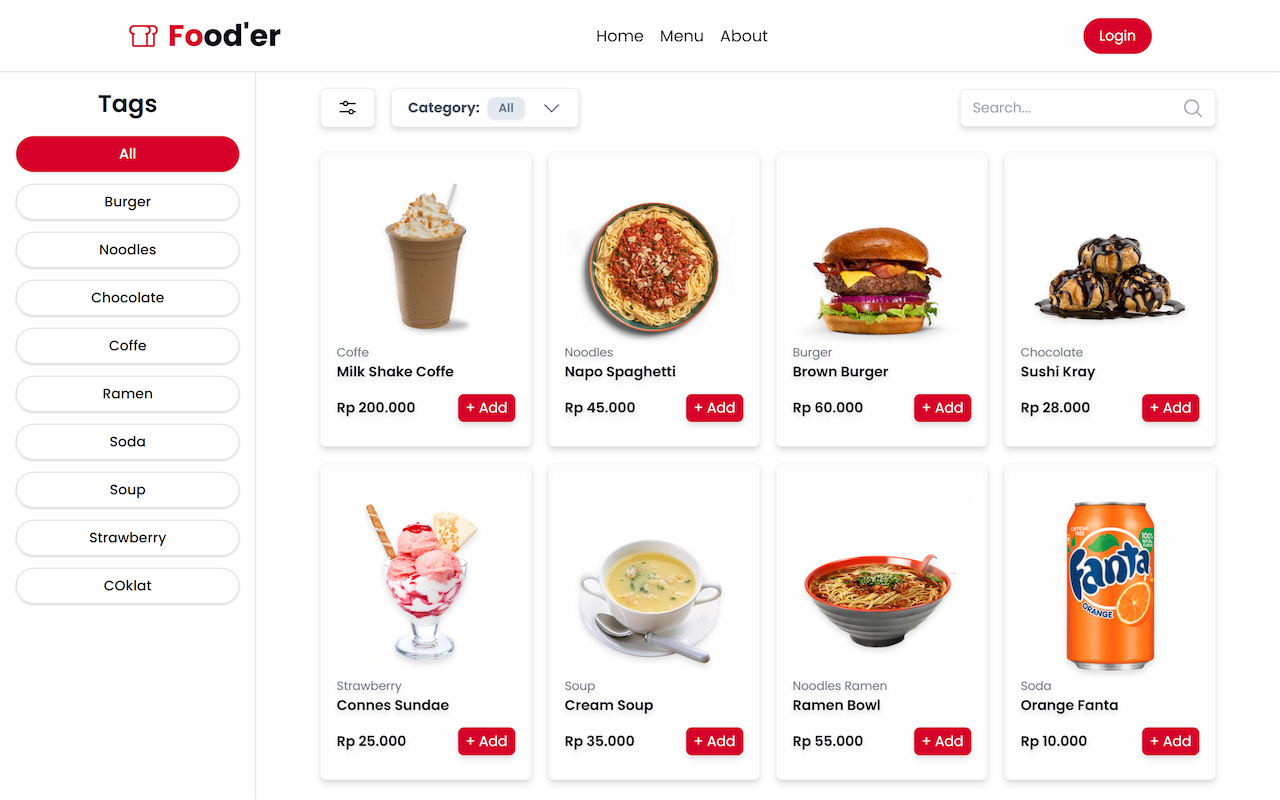 Food'er
Home Menu About
Login
Tags
All
Burger
Noodles
Chocolate
Coffe
Ramen
Soda
Soup
Strawberry
COklat
Category: All
Search...
Coffe
Milk Shake Coffe
Rp 200.000 + Add
Noodles
Napo Spaghetti
Rp 45.000 + Add
Burger
Brown Burger
Rp 60.000 + Add
Chocolate
Sushi Kray
Rp 28.000 + Add
Strawberry
Connes Sundae
Rp 25.000 + Add
Soup
Cream Soup
Rp 35.000 + Add
Noodles Ramen
Ramen Bowl
Rp 55.000 + Add
CAFFEINE
FREE
100%
Fanta
ORANGE
Soda
Orange Fanta
Rp 10.000 + Add